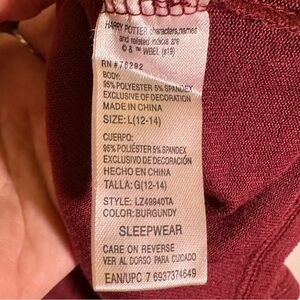 HARRY POTTER characters, names
and related indicia are
© & ™ WBEI. (s19)
RN #76292
BODY:
95% POLYESTER 5% SPANDEX
EXCLUSIVE OF DECORATION
MADE IN CHINA
SIZE: L(12-14)
CUERPO:
95% POLIÉSTER 5% SPANDEX
EXCLUSIVO DE DECORACIÓN
HECHO EN CHINA
TALLA: G(12-14)
STYLE: LZ49940TA
COLOR: BURGUNDY
SLEEPWEAR
CARE ON REVERSE
VER AL DORSO PARA CUIDADO
EAN/UPC 7 6937374649